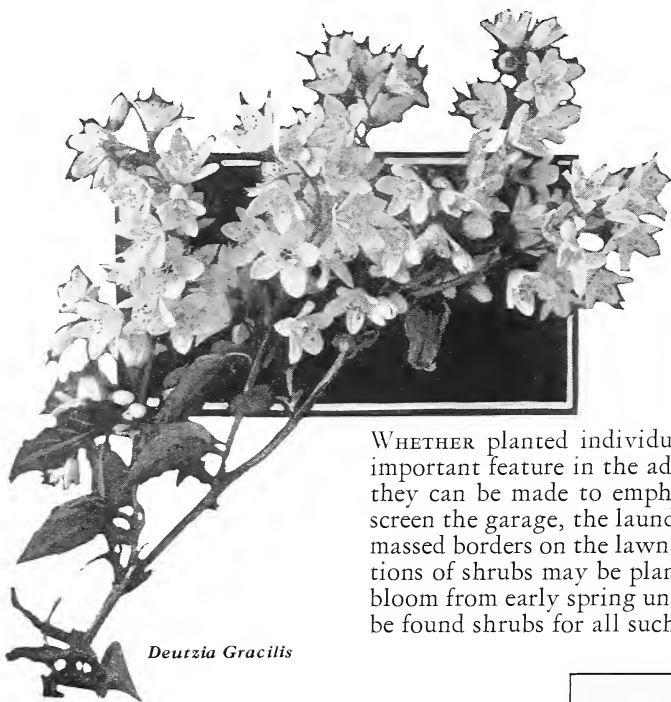 Deutzia Gracilis
WHETHER planted individu
important feature in the ad
they can be made to emph
screen the garage, the laund
massed borders on the lawn
tions of shrubs may be plan
bloom from early spring un
be found shrubs for all such